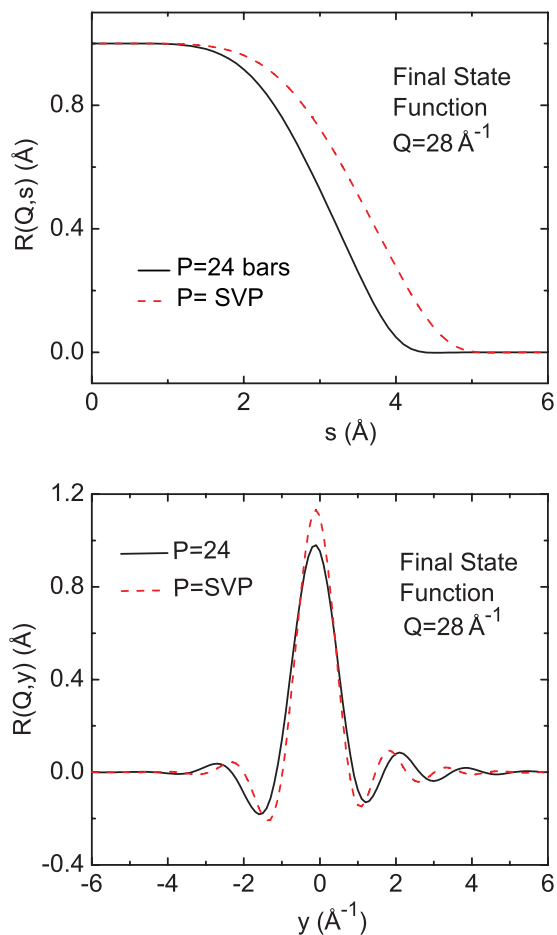 Final State
Function
Q=28 Å⁻¹
R(Q,s) (Å)
P=24 bars
P= SVP
0.8
0.4
0.0
0 2 4 6
s (Å)
P=24
P=SVP
Final State
Function
Q=28 Å⁻¹
R(Q,y) (Å)
1.2
0.8
0.4
0.0
-0.4
-6 -4 -2 0 2 4 6
y (Å⁻¹)